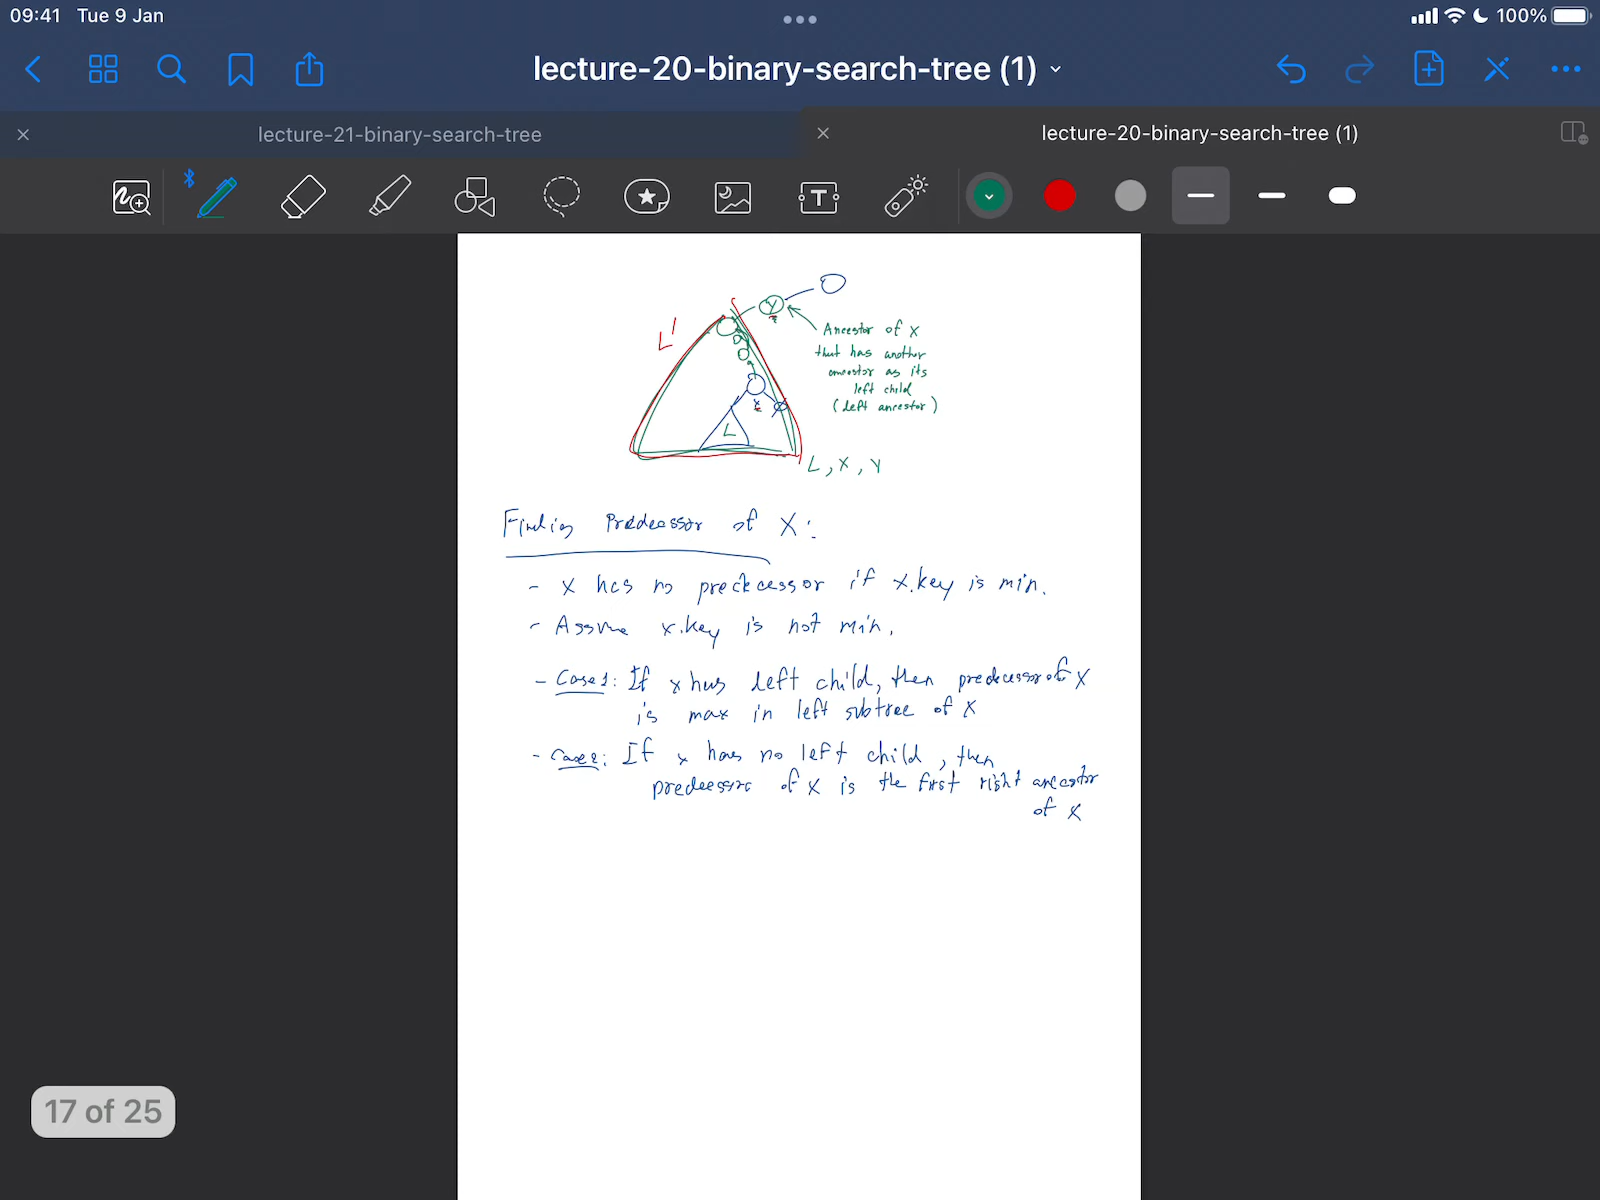 09:41 Tue 9 Jan
100%
lecture-20-binary-search-tree (1)
lecture-21-binary-search-tree
lecture-20-binary-search-tree (1)
T
Y
L'
Ancestor of x
that has another
ancestor as its
left child
(left ancestor)
x
L
L, X, Y
Finding Predecessor of X:
- X has no predecessor if x.key is min.
- Assume x.key is not min.
- Case 1: If x has left child, then predecessor of X
is max in left subtree of X
- Case 2: If x has no left child, then
predecessor of X is the first right ancestor
of X
17 of 25